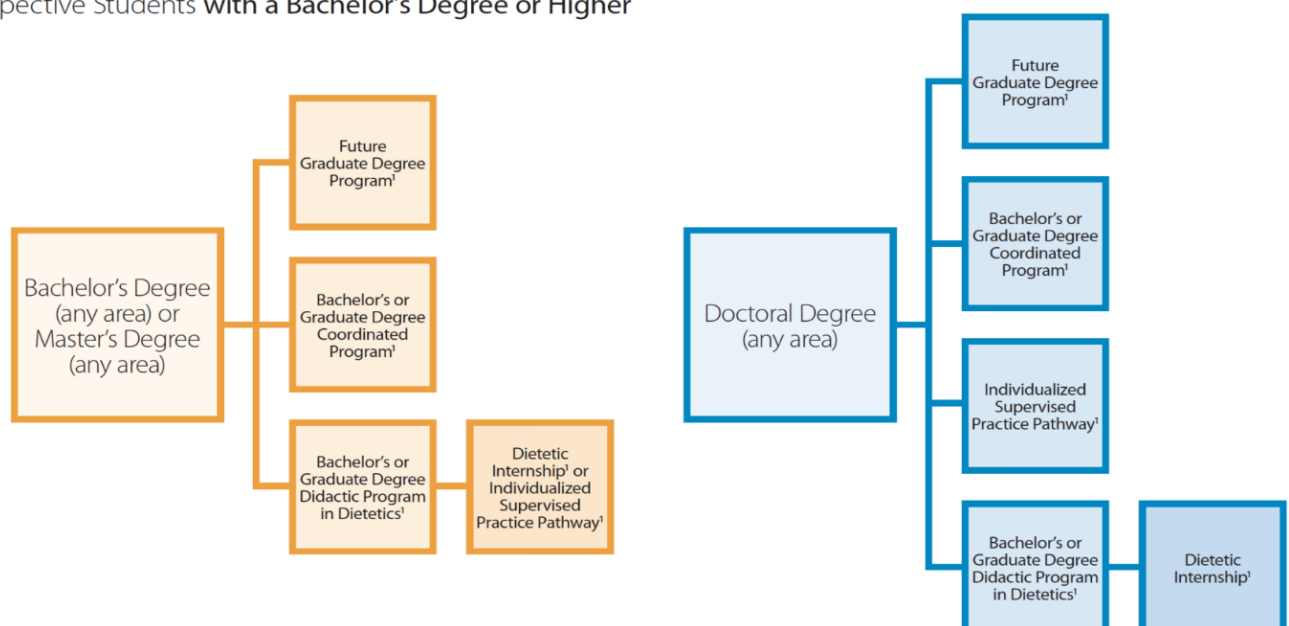 pective Students with a Bachelor's Degree or Higher
Bachelor's Degree
(any area) or
Master's Degree
(any area)
Future
Graduate Degree
Program¹
Bachelor's or
Graduate Degree
Coordinated
Program¹
Bachelor's or
Graduate Degree
Didactic Program
in Dietetics¹
Dietetic
Internship¹ or
Individualized
Supervised
Practice Pathway¹
Doctoral Degree
(any area)
Future
Graduate Degree
Program¹
Bachelor's or
Graduate Degree
Coordinated
Program¹
Individualized
Supervised
Practice Pathway¹
Bachelor's or
Graduate Degree
Didactic Program
in Dietetics¹
Dietetic
Internship¹